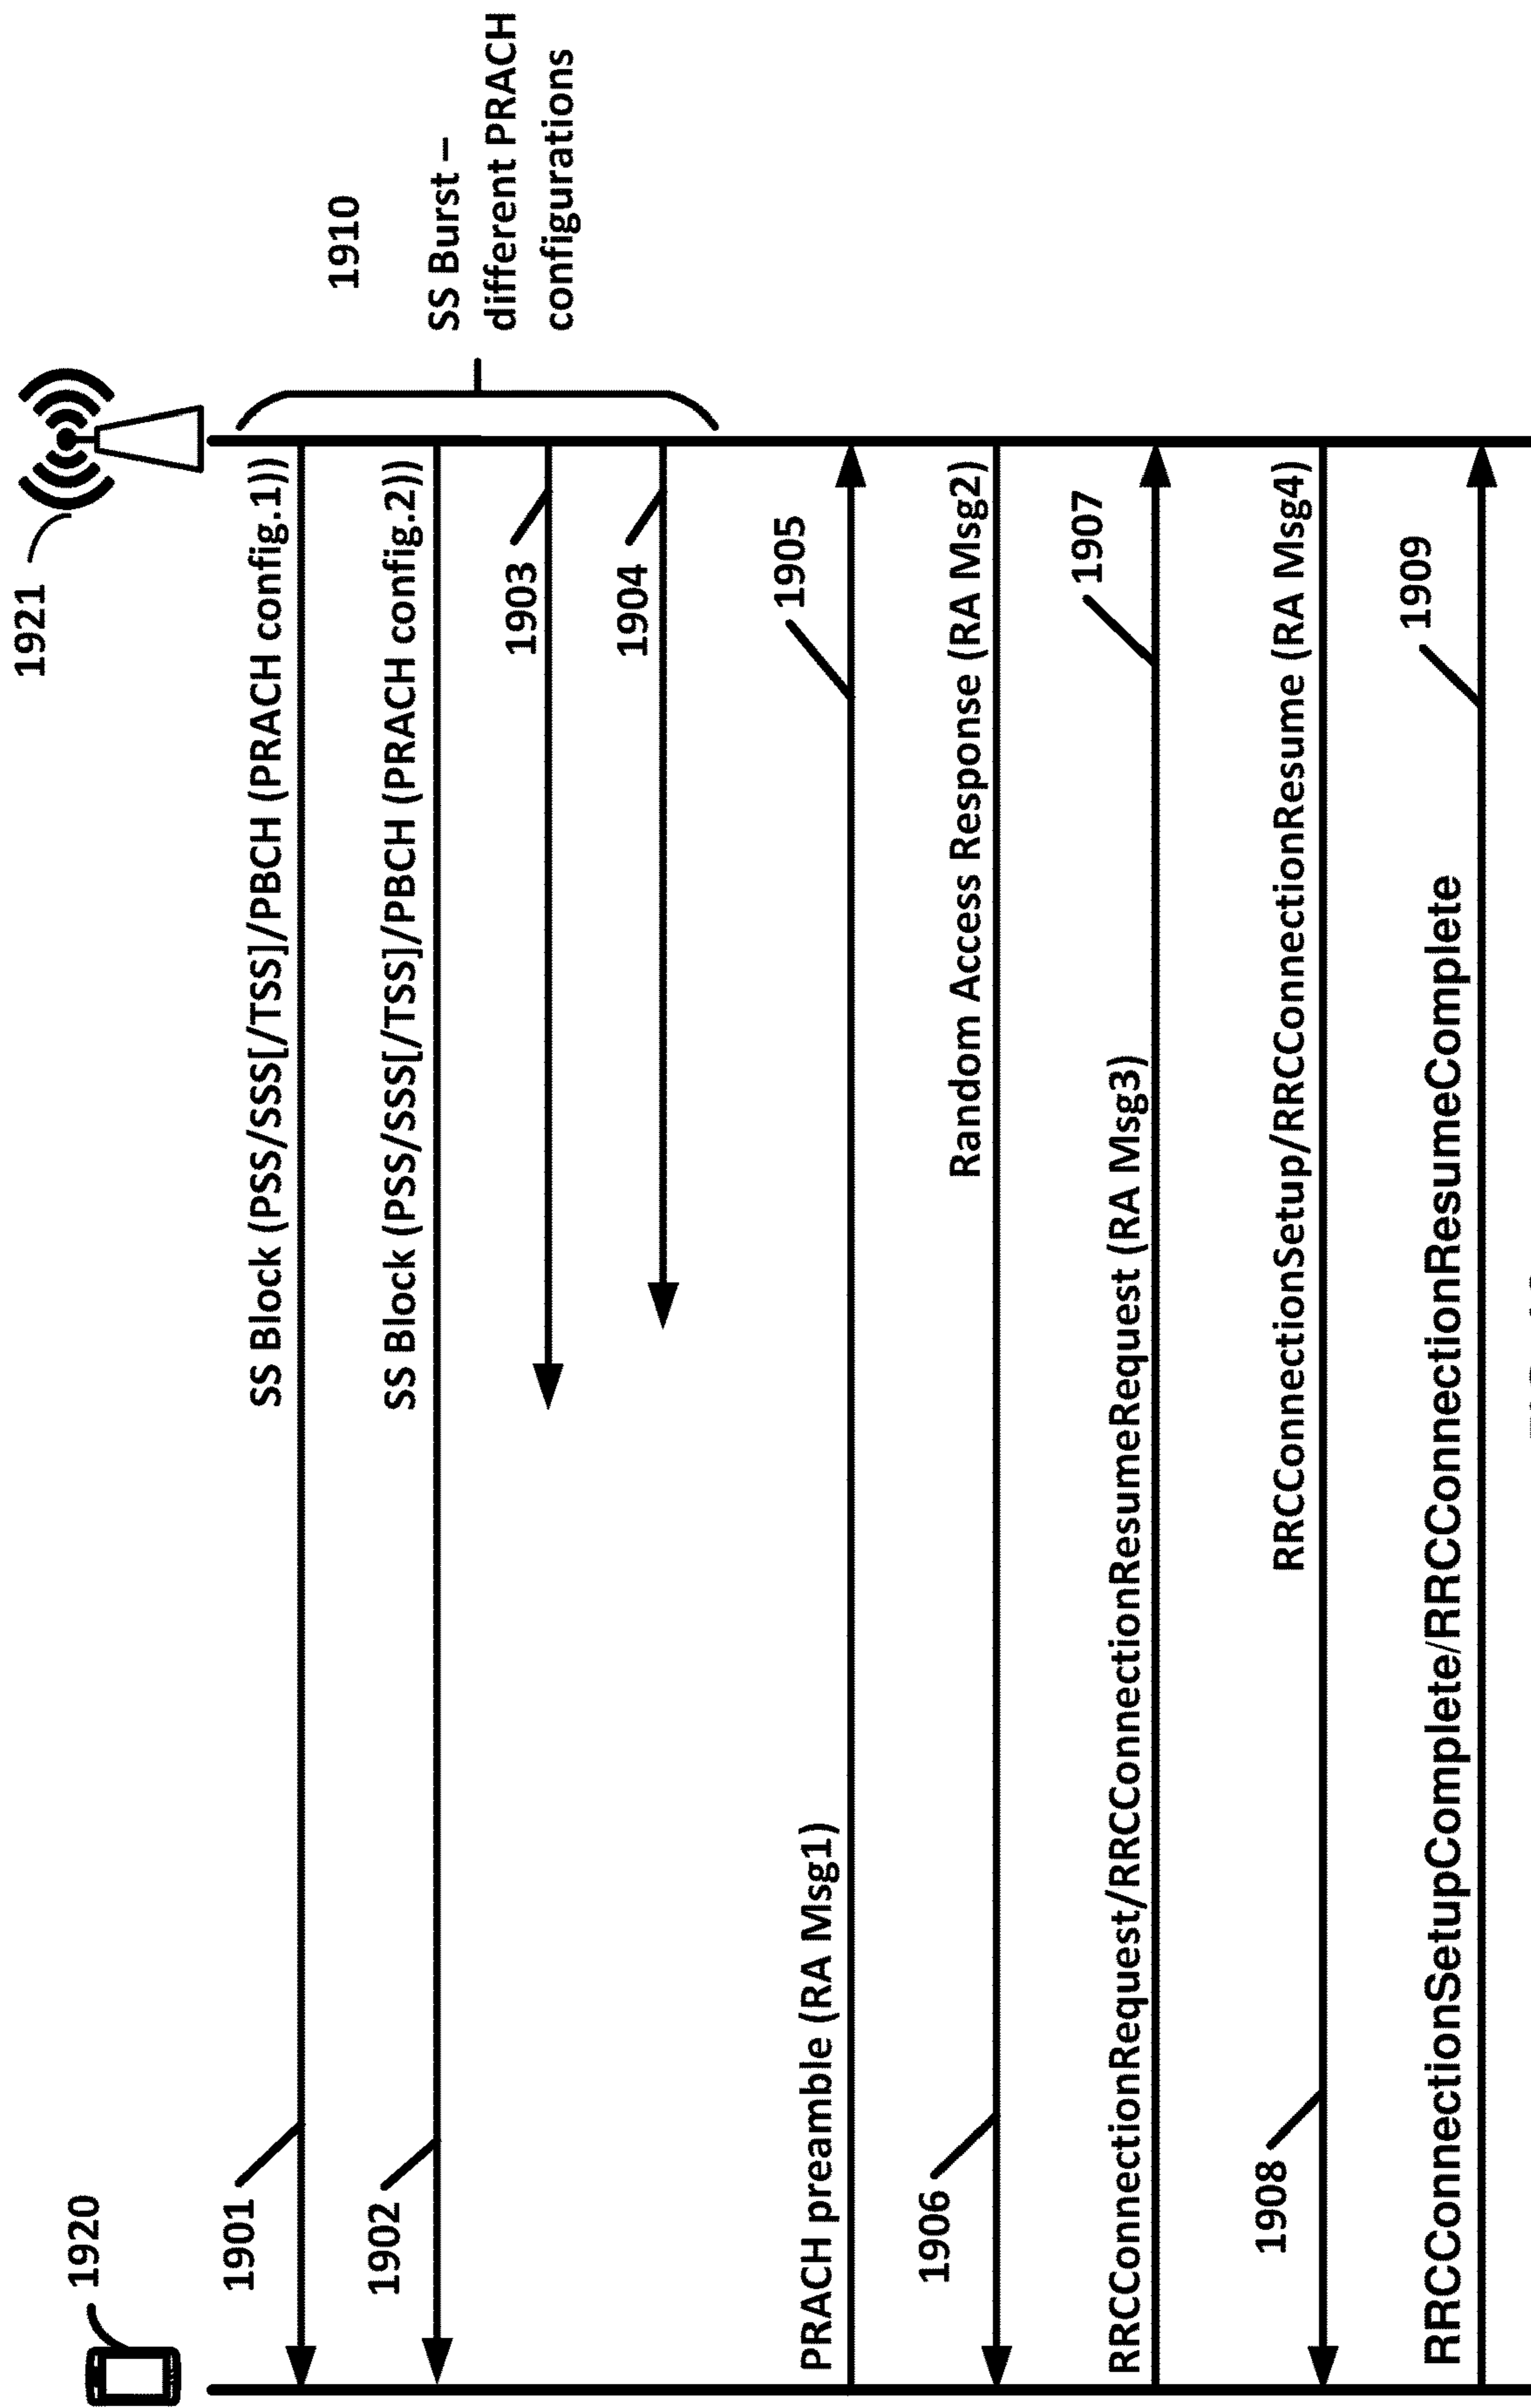 1920
1921
SS Block (PSS/SSS[/TSS]/PBCH (PRACH config.1))
1901
SS Block (PSS/SSS[/TSS]/PBCH (PRACH config.2))
1902
1903
1904
1910
SS Burst –
different PRACH
configurations
PRACH preamble (RA Msg1)
1905
Random Access Response (RA Msg2)
1906
RRCConnectionRequest/RRCConnectionResumeRequest (RA Msg3)
1907
RRCConnectionSetup/RRCConnectionResume (RA Msg4)
1908
RRCConnectionSetupComplete/RRCConnectionResumeComplete
1909